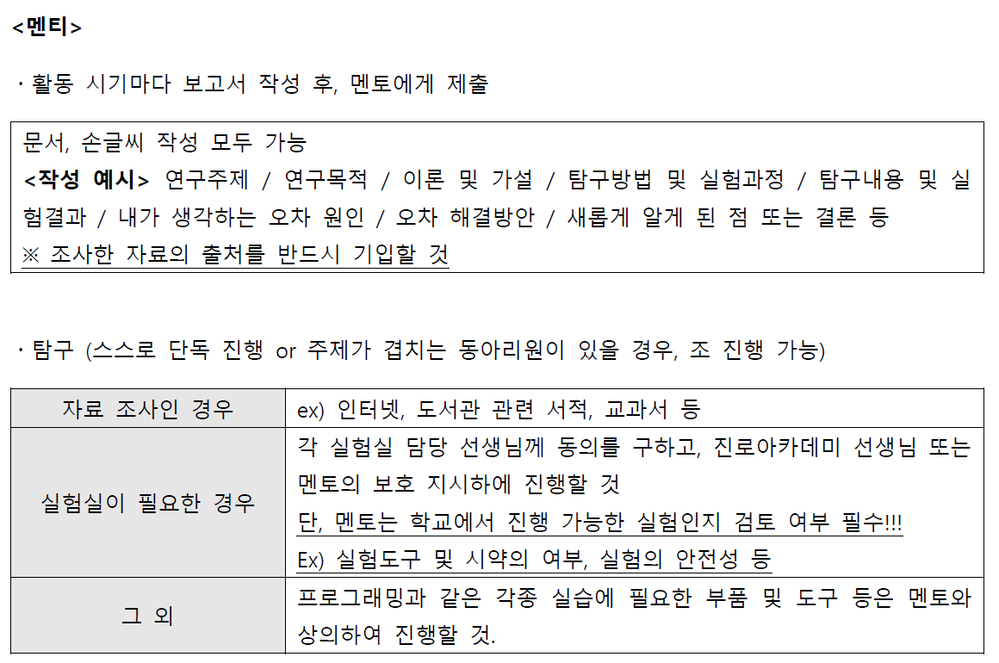 <멘티>
· 활동 시기마다 보고서 작성 후, 멘토에게 제출
문서, 손글씨 작성 모두 가능
<작성 예시> 연구주제 / 연구목적 / 이론 및 가설 / 탐구방법 및 실험과정 / 탐구내용 및 실
험결과 / 내가 생각하는 오차 원인 / 오차 해결방안 / 새롭게 알게 된 점 또는 결론 등
※ 조사한 자료의 출처를 반드시 기입할 것
· 탐구 (스스로 단독 진행 or 주제가 겹치는 동아리원이 있을 경우, 조 진행 가능)
자료 조사인 경우
ex) 인터넷, 도서관 관련 서적, 교과서 등
실험실이 필요한 경우
각 실험실 담당 선생님께 동의를 구하고, 진로아카데미 선생님 또는
멘토의 보호 지시하에 진행할 것
단, 멘토는 학교에서 진행 가능한 실험인지 검토 여부 필수!!!
Ex) 실험도구 및 시약의 여부, 실험의 안전성 등
그 외
프로그래밍과 같은 각종 실습에 필요한 부품 및 도구 등은 멘토와
상의하여 진행할 것.